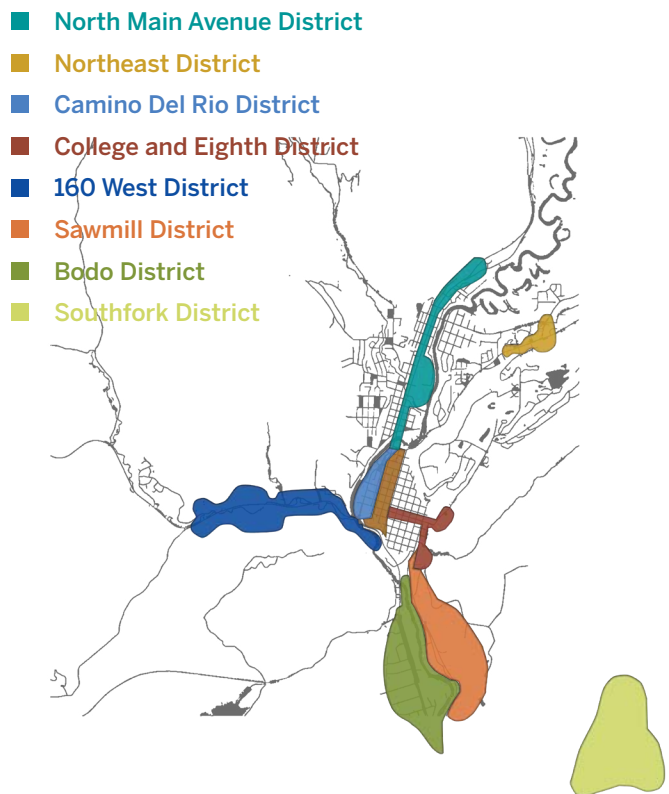 North Main Avenue District
Northeast District
Camino Del Rio District
College and Eighth District
160 West District
Sawmill District
Bodo District
Southfork District